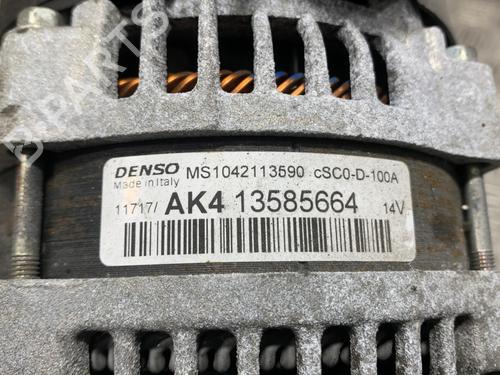 DENSO MS1042113590 cSC0-D-100A
Made in Italy
11717/ AK4 13585664 14V